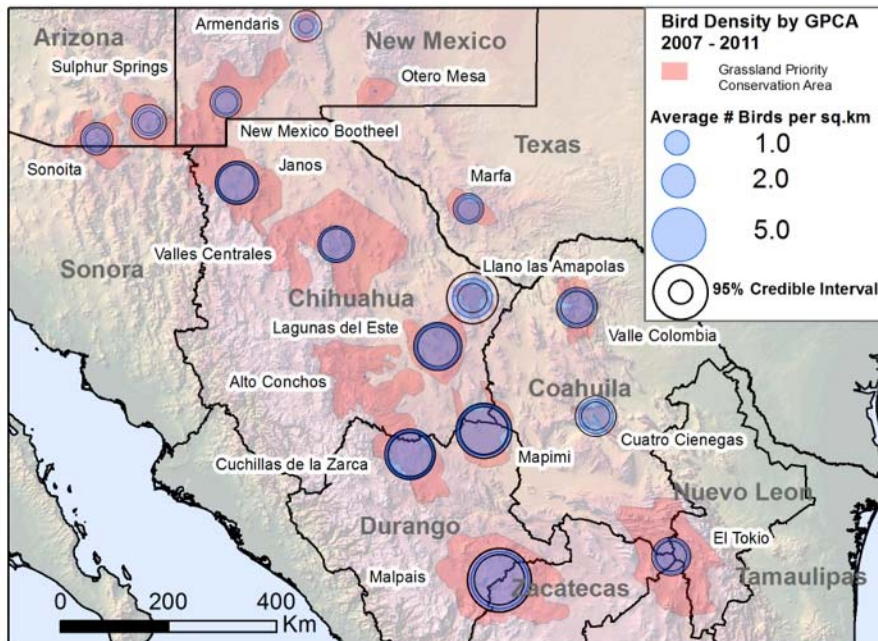 Armendaris
Arizona
New Mexico
Sulphur Springs
Otero Mesa
New Mexico Bootheel
Sonoita
Janos
Texas
Marfa
Valles Centrales
Sonora
Llano las Amapolas
Chihuahua
Lagunas del Este
Valle Colombia
Alto Conchos
Coahuila
Cuatro Cienegas
Cuchillas de la Zarca
Mapimi
Nuevo Leon
Durango
El Tokio
Malpais
Zacatecas
Tamaulipas
0 200 400
Km
Bird Density by GPCA
2007 - 2011
Grassland Priority
Conservation Area
Average # Birds per sq.km
1.0
2.0
5.0
95% Credible Interval